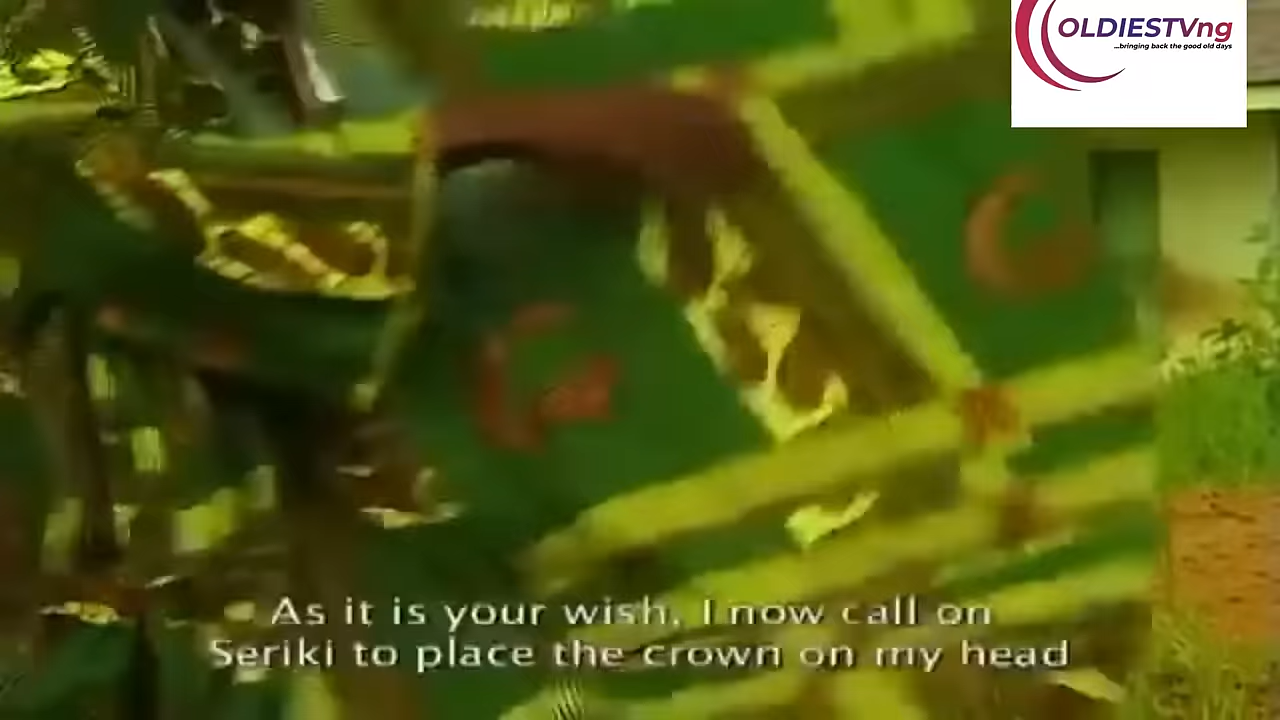 OLDIESTVng
...bringing back the good old days
As it is your wish, I now call on
Seriki to place the crown on my head